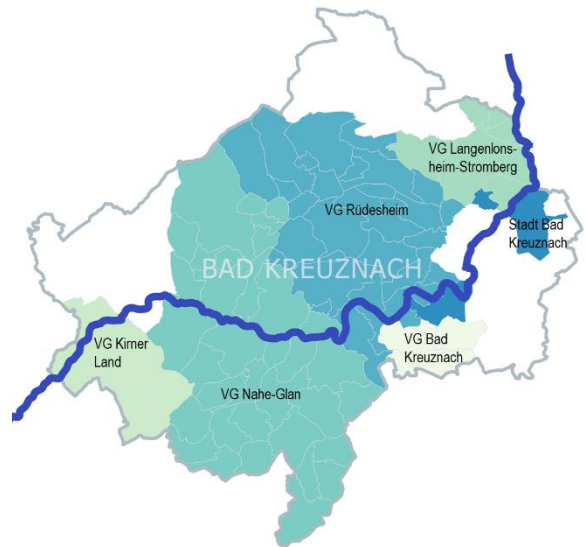 VG Langenlons-
heim-Stromberg
VG Rüdesheim
Stadt Bad
Kreuznach
BAD KREUZNACH
VG Kirner
Land
VG Bad
Kreuznach
VG Nahe-Glan